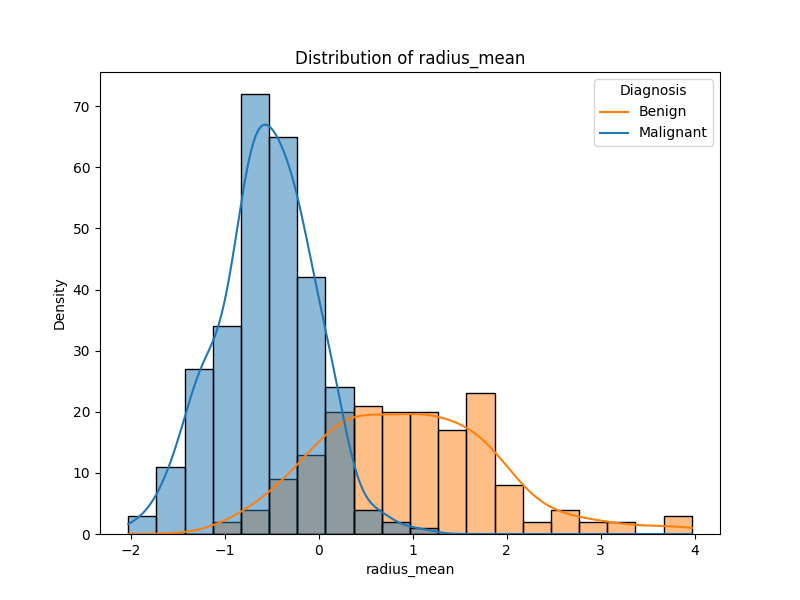 Distribution of radius_mean
Diagnosis
Benign
Malignant
70
60
50
40
30
20
10
0
Density
−2 −1 0 1 2 3 4
radius_mean